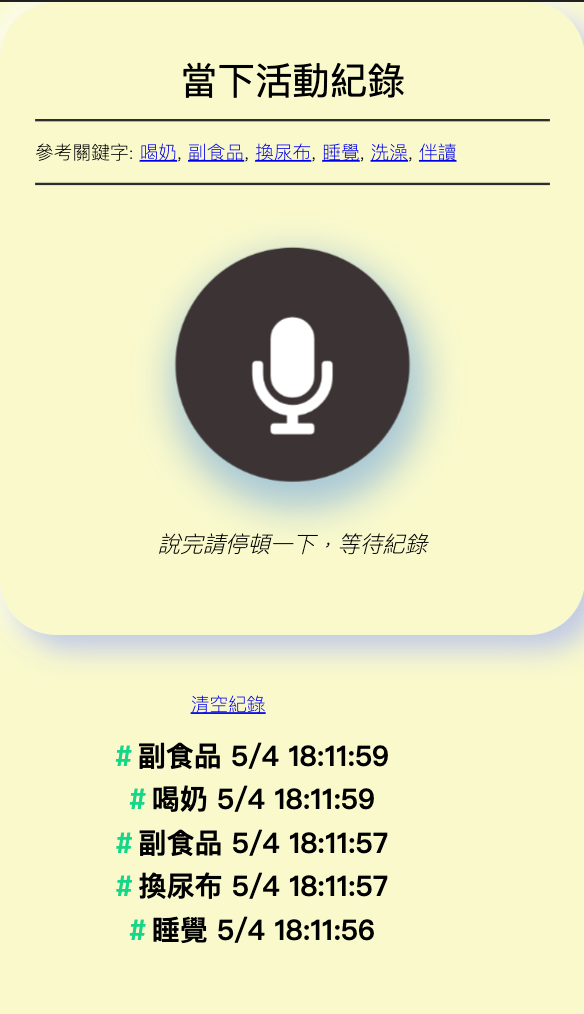 當下活動紀錄
參考關鍵字: 喝奶, 副食品, 換尿布, 睡覺, 洗澡, 伴讀
說完請停頓一下，等待紀錄
清空紀錄
# 副食品 5/4 18:11:59
# 喝奶 5/4 18:11:59
# 副食品 5/4 18:11:57
# 換尿布 5/4 18:11:57
# 睡覺 5/4 18:11:56